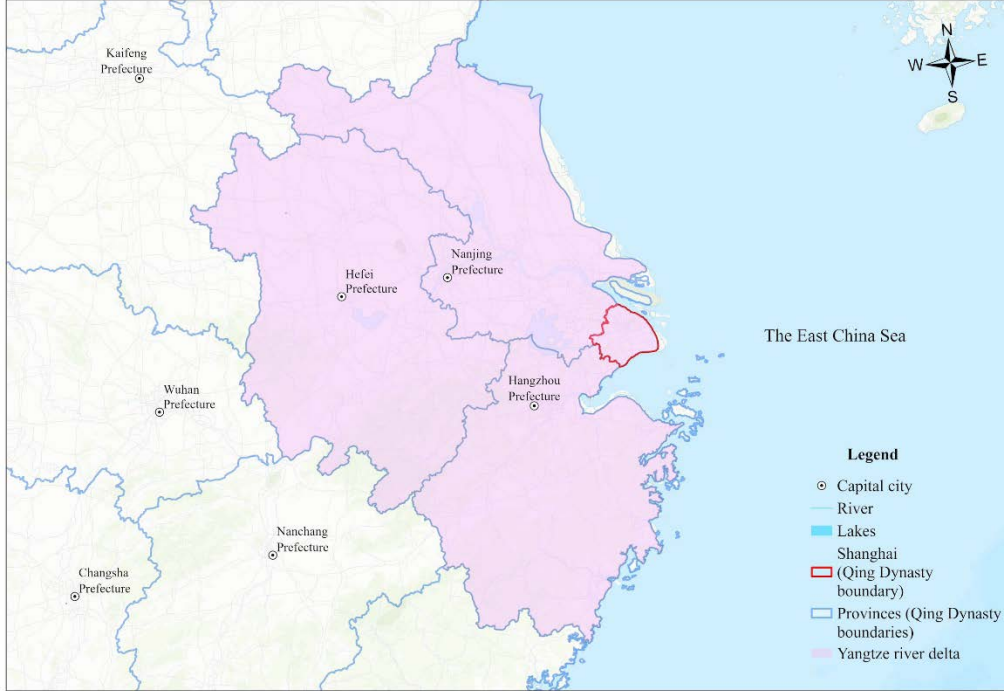 Kaifeng
Prefecture
N
W
E
S
Nanjing
Prefecture
Hefei
Prefecture
The East China Sea
Wuhan
Prefecture
Hangzhou
Prefecture
Nanchang
Prefecture
Changsha
Prefecture
Legend
Capital city
River
Lakes
Shanghai
(Qing Dynasty
boundary)
Provinces (Qing Dynasty
boundaries)
Yangtze river delta